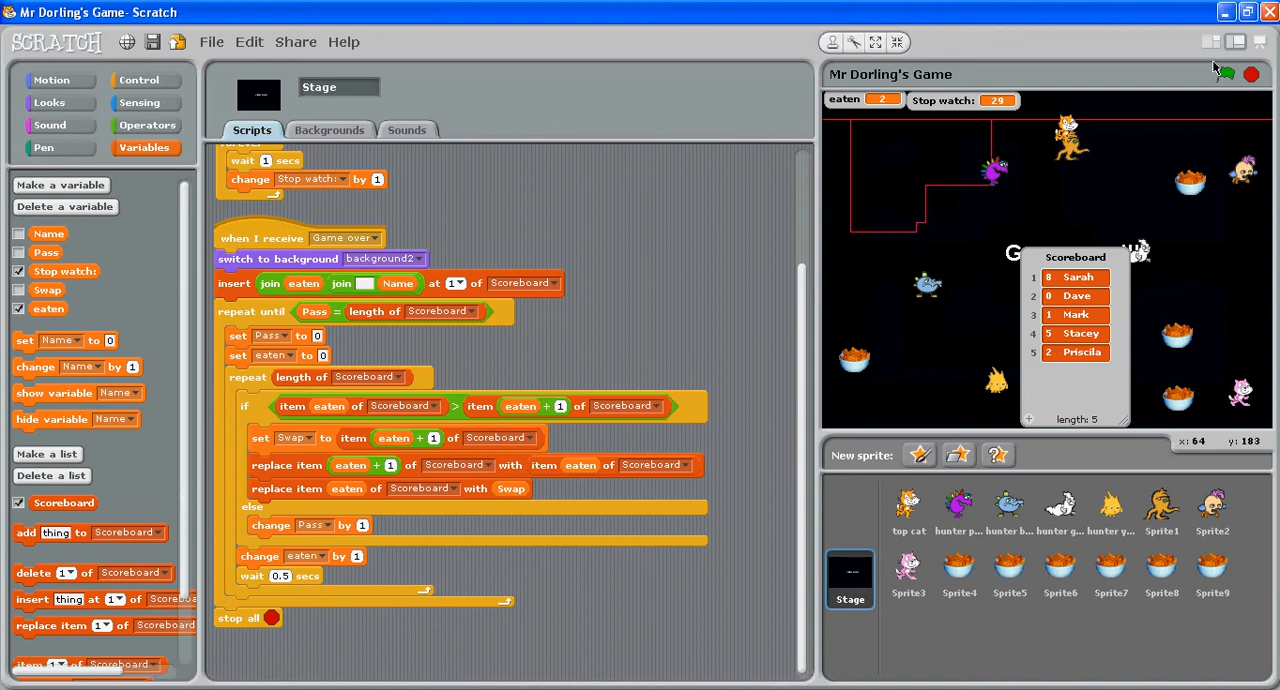 Mr Dorling's Game- Scratch
SCRATCH File Edit Share Help
Motion Control
Looks Sensing
Sound Operators
Pen Variables
Make a variable
Delete a variable
Name
Pass
Stop watch:
Swap
eaten
set Name to 0
change Name by 1
show variable Name
hide variable Name
Make a list
Delete a list
Scoreboard
add thing to Scoreboard
delete 1 of Scoreboard
insert thing at 1 of
replace item 1 of Scoreboard
item 1 of Scoreboard
Stage
Scripts Backgrounds Sounds
forever
wait 1 secs
change Stop watch: by 1
when I receive Game over
switch to background background2
insert join eaten join Name at 1 of Scoreboard
repeat until Pass = length of Scoreboard
set Pass to 0
set eaten to 0
repeat length of Scoreboard
if item eaten of Scoreboard > item eaten + 1 of Scoreboard
set Swap to item eaten + 1 of Scoreboard
replace item eaten + 1 of Scoreboard with item eaten of Scoreboard
replace item eaten of Scoreboard with Swap
else
change Pass by 1
change eaten by 1
wait 0.5 secs
stop all
Mr Dorling's Game
eaten 2 Stop watch: 29
G
Scoreboard
1 8 Sarah
2 0 Dave
3 1 Mark
4 5 Stacey
5 2 Priscila
+ length: 5
x: 64 y: 183
New sprite: ?
top cat hunter p... hunter b... hunter g... hunter y... Sprite1 Sprite2
Stage Sprite3 Sprite4 Sprite5 Sprite6 Sprite7 Sprite8 Sprite9